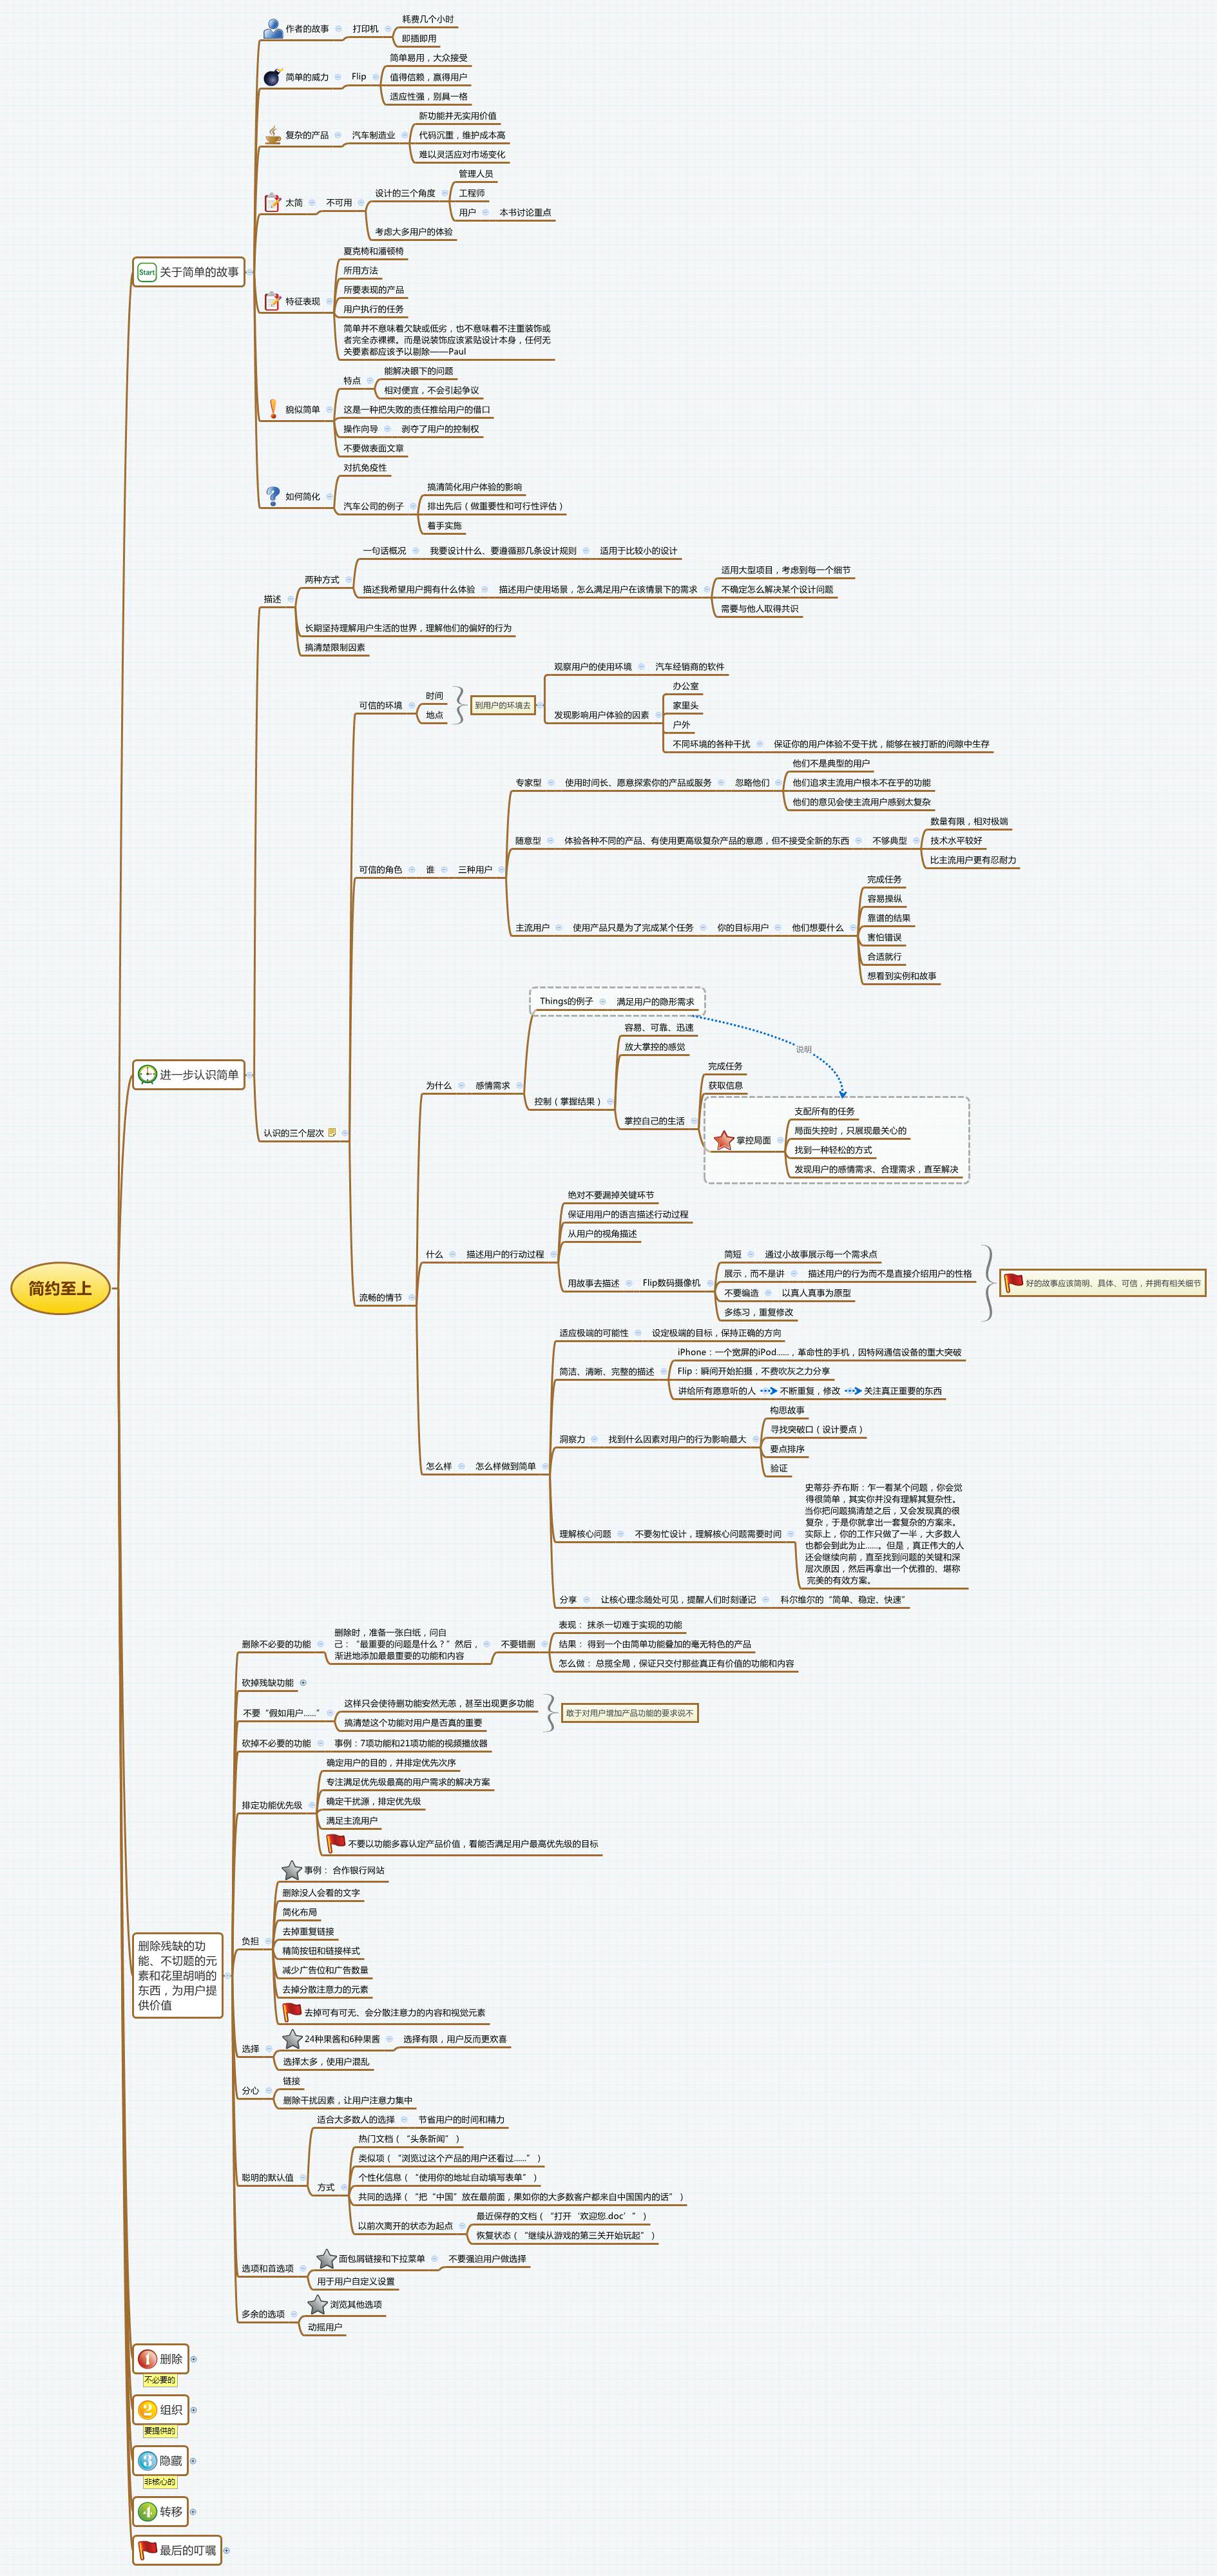 作者的故事
打印机
耗费几个小时
即插即用
简单的威力
Flip
简单易用，大众接受
值得信赖，赢得用户
适应性强，别具一格
复杂的产品
汽车制造业
新功能并无实用价值
代码沉重，维护成本高
难以灵活应对市场变化
太简
不可用
设计的三个角度
管理人员
工程师
用户
本书讨论重点
考虑大多用户的体验
Start
关于简单的故事
特征表现
夏克椅和潘顿椅
所用方法
所要表现的产品
用户执行的任务
简单并不意味着欠缺或低劣，也不意味着不注重装饰或
者完全赤裸裸。而是说装饰应该紧贴设计本身，任何无
关要素都应该予以剔除——Paul
貌似简单
特点
能解决眼下的问题
相对便宜，不会引起争议
这是一种把失败的责任推给用户的借口
操作向导
剥夺了用户的控制权
不要做表面文章
如何简化
对抗免疫性
汽车公司的例子
搞清简化用户体验的影响
排出先后（做重要性和可行性评估）
着手实施
描述
两种方式
一句话概况
我要设计什么、要遵循那几条设计规则
适用于比较小的设计
描述我希望用户拥有什么体验
描述用户使用场景，怎么满足用户在该情景下的需求
适用大型项目，考虑到每一个细节
不确定怎么解决某个设计问题
需要与他人取得共识
长期坚持理解用户生活的世界，理解他们的偏好的行为
搞清楚限制因素
可信的环境
时间
地点
到用户的环境去
观察用户的使用环境
汽车经销商的软件
发现影响用户体验的因素
办公室
家里头
户外
不同环境的各种干扰
保证你的用户体验不受干扰，能够在被打断的间隙中生存
可信的角色
谁
三种用户
专家型
使用时间长、愿意探索你的产品或服务
忽略他们
他们不是典型的用户
他们追求主流用户根本不在乎的功能
他们的意见会使主流用户感到太复杂
随意型
体验各种不同的产品、有使用更高级复杂产品的意愿，但不接受全新的东西
不够典型
数量有限，相对极端
技术水平较好
比主流用户更有忍耐力
主流用户
使用产品只是为了完成某个任务
你的目标用户
他们想要什么
完成任务
容易操纵
靠谱的结果
害怕错误
合适就行
想看到实例和故事
进一步认识简单
认识的三个层次
为什么
感情需求
Things的例子
满足用户的隐形需求
说明
控制（掌握结果）
容易、可靠、迅速
放大掌控的感觉
掌控自己的生活
完成任务
获取信息
掌控局面
支配所有的任务
局面失控时，只展现最关心的
找到一种轻松的方式
发现用户的感情需求、合理需求，直至解决
流畅的情节
什么
描述用户的行动过程
绝对不要漏掉关键环节
保证用用户的语言描述行动过程
从用户的视角描述
用故事去描述
Flip数码摄像机
简短
通过小故事展示每一个需求点
展示，而不是讲
描述用户的行为而不是直接介绍用户的性格
不要编造
以真人真事为原型
多练习，重复修改
好的故事应该简明、具体、可信，并拥有相关细节
简约至上
怎么样
怎么样做到简单
适应极端的可能性
设定极端的目标，保持正确的方向
简洁、清晰、完整的描述
iPhone：一个宽屏的iPod......，革命性的手机，因特网通信设备的重大突破
Flip：瞬间开始拍摄，不费吹灰之力分享
讲给所有愿意听的人
不断重复，修改
关注真正重要的东西
洞察力
找到什么因素对用户的行为影响最大
构思故事
寻找突破口（设计要点）
要点排序
验证
理解核心问题
不要匆忙设计，理解核心问题需要时间
史蒂芬·乔布斯：乍一看某个问题，你会觉
得很简单，其实你并没有理解其复杂性。
当你把问题搞清楚之后，又会发现真的很
复杂，于是你就拿出一套复杂的方案来。
实际上，你的工作只做了一半，大多数人
也都会到此为止......。但是，真正伟大的人
还会继续向前，直至找到问题的关键和深
层次原因，然后再拿出一个优雅的、堪称
完美的有效方案。
分享
让核心理念随处可见，提醒人们时刻谨记
科尔维尔的“简单、稳定、快速”
删除不必要的功能
删除时，准备一张白纸，问自
己：“最重要的问题是什么？”然后，
渐进地添加最最重要的功能和内容
不要错删
表现： 抹杀一切难于实现的功能
结果： 得到一个由简单功能叠加的毫无特色的产品
怎么做： 总揽全局，保证只交付那些真正有价值的功能和内容
砍掉残缺功能
不要“假如用户......”
这样只会使待删功能安然无恙，甚至出现更多功能
搞清楚这个功能对用户是否真的重要
敢于对用户增加产品功能的要求说不
砍掉不必要的功能
事例：7项功能和21项功能的视频播放器
排定功能优先级
确定用户的目的，并排定优先次序
专注满足优先级最高的用户需求的解决方案
确定干扰源，排定优先级
满足主流用户
不要以功能多寡认定产品价值，看能否满足用户最高优先级的目标
删除残缺的功
能、不切题的元
素和花里胡哨的
东西，为用户提
供价值
负担
事例： 合作银行网站
删除没人会看的文字
简化布局
去掉重复链接
精简按钮和链接样式
减少广告位和广告数量
去掉分散注意力的元素
去掉可有可无、会分散注意力的内容和视觉元素
选择
24种果酱和6种果酱
选择有限，用户反而更欢喜
选择太多，使用户混乱
分心
链接
删除干扰因素，让用户注意力集中
聪明的默认值
适合大多数人的选择
节省用户的时间和精力
方式
热门文档（“头条新闻”）
类似项（“浏览过这个产品的用户还看过......”）
个性化信息（“使用你的地址自动填写表单”）
共同的选择（“把“中国”放在最前面，果如你的大多数客户都来自中国国内的话”）
以前次离开的状态为起点
最近保存的文档（“打开‘欢迎您.doc’”）
恢复状态（“继续从游戏的第三关开始玩起”）
选项和首选项
面包屑链接和下拉菜单
不要强迫用户做选择
用于用户自定义设置
多余的选项
浏览其他选项
动摇用户
1
删除
不必要的
2
组织
要提供的
3
隐藏
非核心的
4
转移
最后的叮嘱